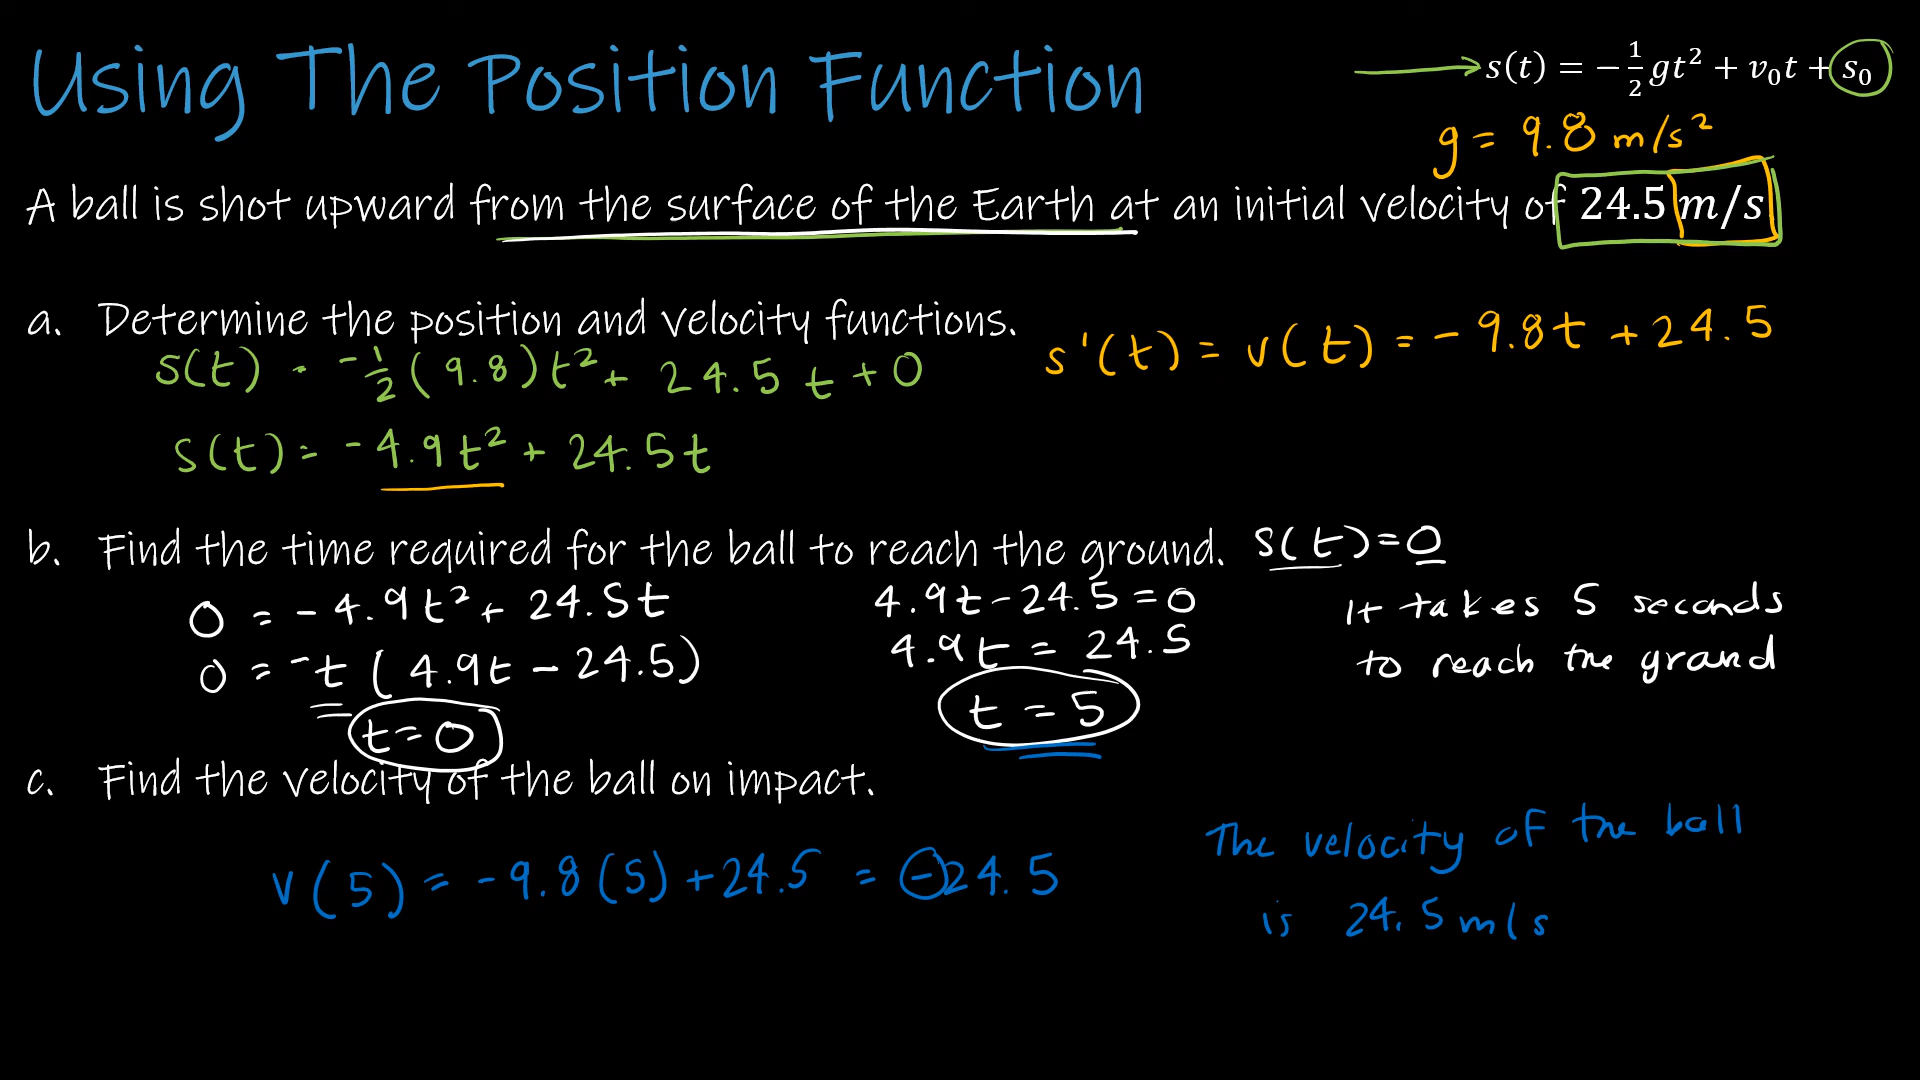 Using The Position Function
s(t) = −½gt² + v₀t + s₀
g = 9.8 m/s²
A ball is shot upward from the surface of the Earth at an initial velocity of 24.5 m/s
a. Determine the position and velocity functions.
s'(t) = v(t) = -9.8t + 24.5
s(t) = -½(9.8)t² + 24.5t + 0
s(t) = -4.9t² + 24.5t
b. Find the time required for the ball to reach the ground. s(t)=0
0 = -4.9t² + 24.5t
0 = -t(4.9t - 24.5)
t=0
4.9t - 24.5 = 0
4.9t = 24.5
t = 5
It takes 5 seconds
to reach the ground
c. Find the velocity of the ball on impact.
v(5) = -9.8(5) + 24.5 = -24.5
The velocity of the ball
is 24.5 m/s